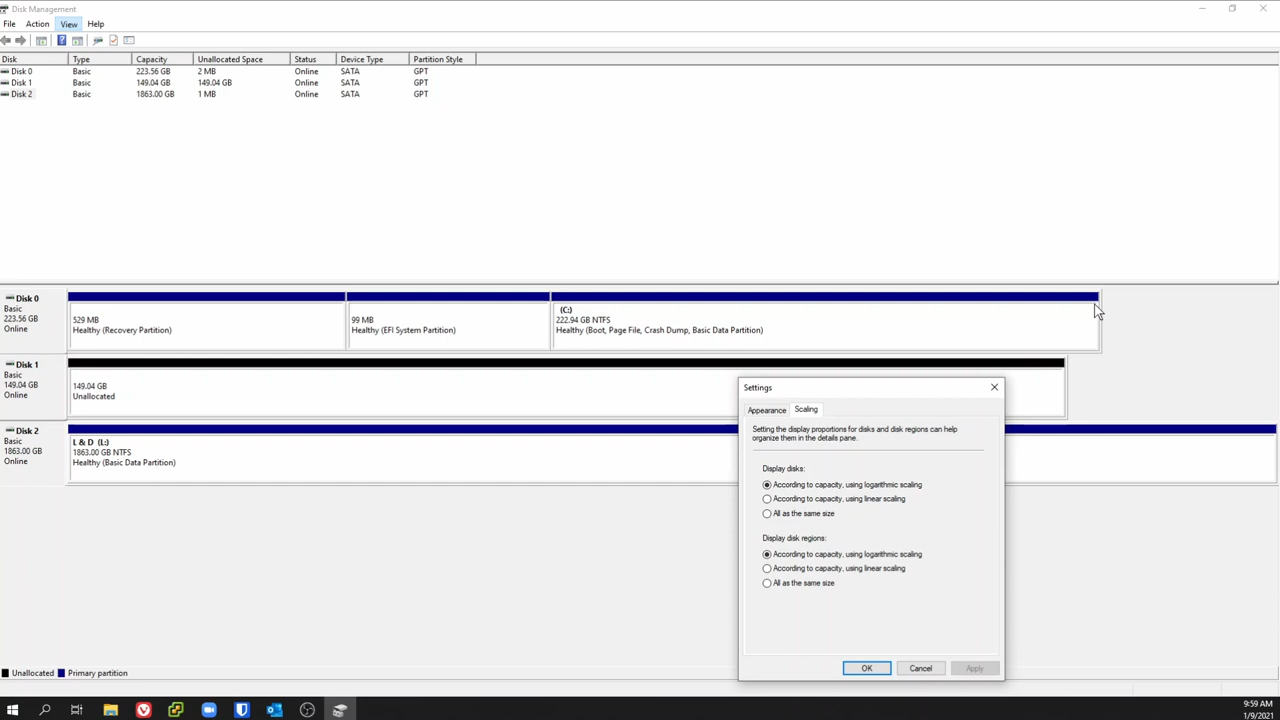 Disk Management
File Action View Help
Disk Type Capacity Unallocated Space Status Device Type Partition Style
Disk 0 Basic 223.56 GB 2 MB Online SATA GPT
Disk 1 Basic 149.04 GB 149.04 GB Online SATA GPT
Disk 2 Basic 1863.00 GB 1 MB Online SATA GPT
Disk 0
Basic
223.56 GB
Online
529 MB
Healthy (Recovery Partition)
99 MB
Healthy (EFI System Partition)
(C:)
222.94 GB NTFS
Healthy (Boot, Page File, Crash Dump, Basic Data Partition)
Disk 1
Basic
149.04 GB
Online
149.04 GB
Unallocated
Disk 2
Basic
1863.00 GB
Online
L & D (L:)
1863.00 GB NTFS
Healthy (Basic Data Partition)
Settings
Appearance Scaling
Setting the display proportions for disks and disk regions can help
organize them in the details pane.
Display disks:
According to capacity, using logarithmic scaling
According to capacity, using linear scaling
All as the same size
Display disk regions:
According to capacity, using logarithmic scaling
According to capacity, using linear scaling
All as the same size
OK Cancel Apply
Unallocated Primary partition
9:59 AM
1/9/2021